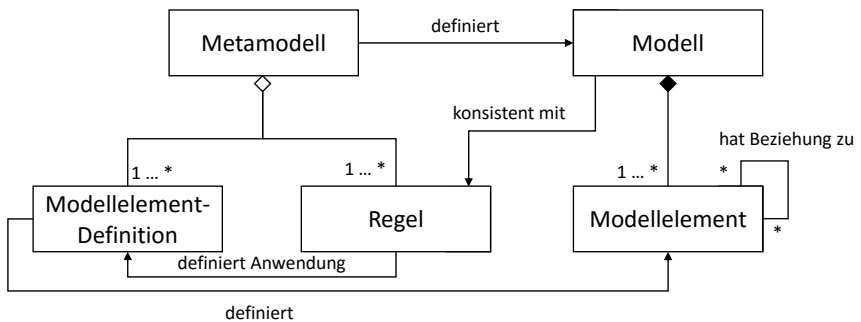 definiert
Metamodell
Modell
konsistent mit
hat Beziehung zu
1 ... *
1 ... *
1 ... *
*
Modellelement-
Definition
Regel
Modellelement
*
definiert Anwendung
definiert